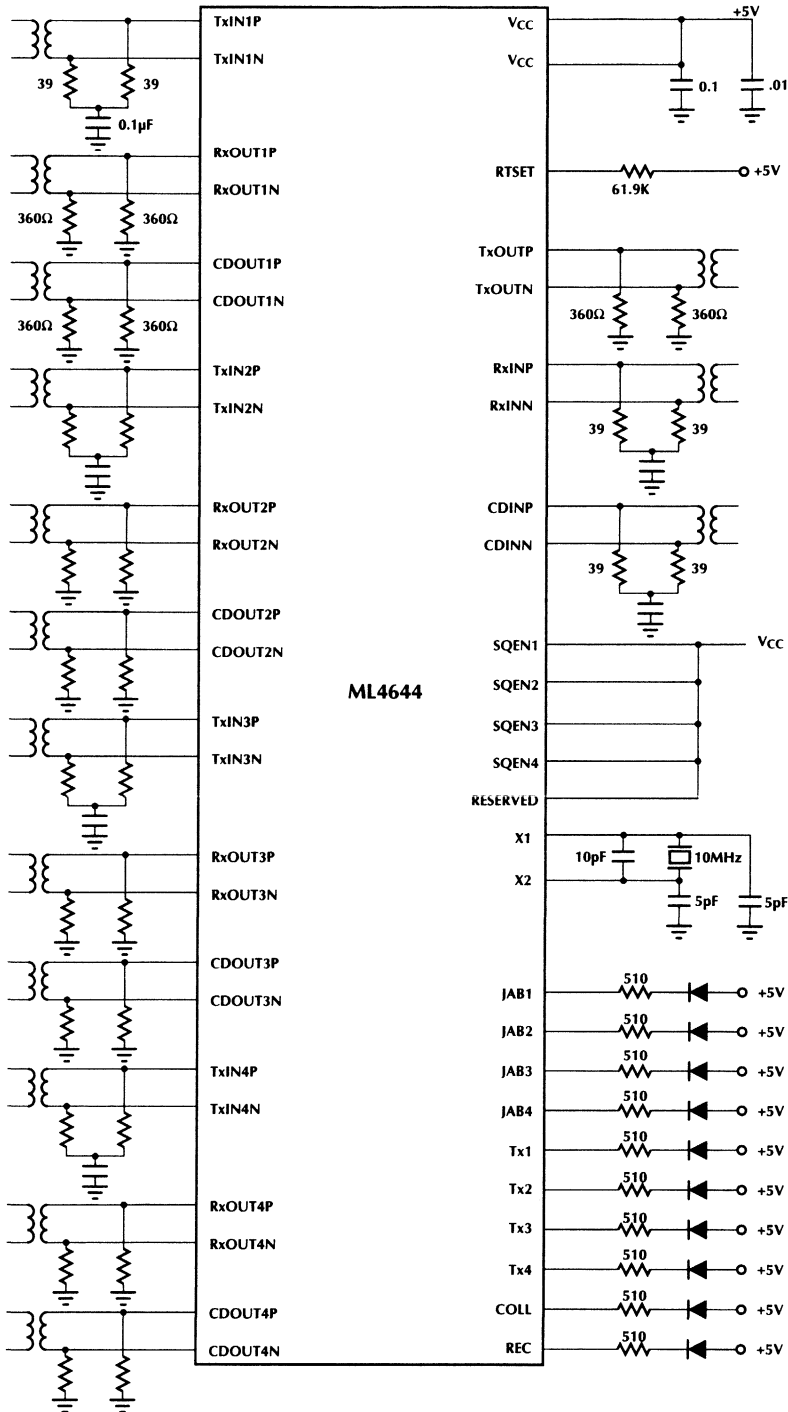 TxIN1P
TxIN1N
39
39
0.1µF
RxOUT1P
RxOUT1N
360Ω
360Ω
CDOUT1P
CDOUT1N
360Ω
360Ω
TxIN2P
TxIN2N
RxOUT2P
RxOUT2N
CDOUT2P
CDOUT2N
TxIN3P
TxIN3N
RxOUT3P
RxOUT3N
CDOUT3P
CDOUT3N
TxIN4P
TxIN4N
RxOUT4P
RxOUT4N
CDOUT4P
CDOUT4N
ML4644
VCC
+5V
VCC
0.1
.01
RTSET
61.9K
+5V
TxOUTP
TxOUTN
360Ω
360Ω
RxINP
RxINN
39
39
CDINP
CDINN
39
39
SQEN1
VCC
SQEN2
SQEN3
SQEN4
RESERVED
X1
10pF
10MHz
X2
5pF
5pF
JAB1
510
+5V
JAB2
510
+5V
JAB3
510
+5V
JAB4
510
+5V
Tx1
510
+5V
Tx2
510
+5V
Tx3
510
+5V
Tx4
510
+5V
COLL
510
+5V
REC
510
+5V